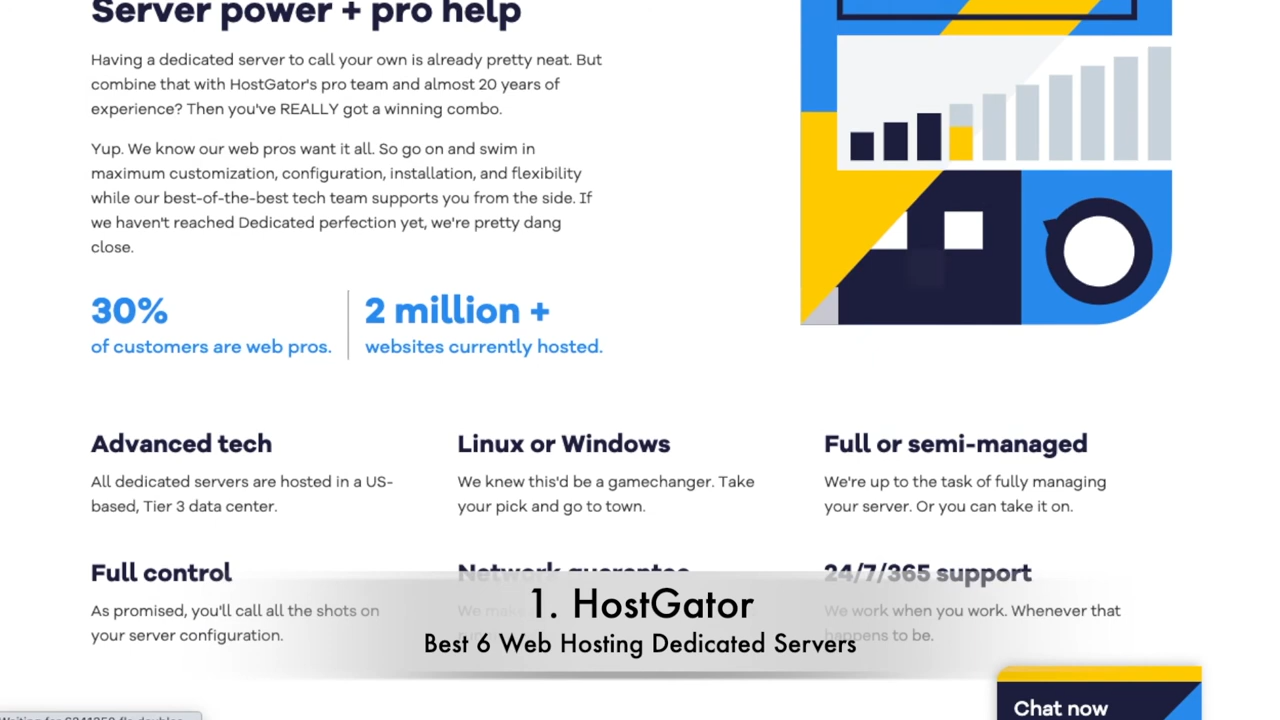 Server power + pro help
Having a dedicated server to call your own is already pretty neat. But
combine that with HostGator's pro team and almost 20 years of
experience? Then you've REALLY got a winning combo.
Yup. We know our web pros want it all. So go on and swim in
maximum customization, configuration, installation, and flexibility
while our best-of-the-best tech team supports you from the side. If
we haven't reached Dedicated perfection yet, we're pretty dang
close.
30%
of customers are web pros.
2 million +
websites currently hosted.
Advanced tech
All dedicated servers are hosted in a US-
based, Tier 3 data center.
Linux or Windows
We knew this'd be a gamechanger. Take
your pick and go to town.
Full or semi-managed
We're up to the task of fully managing
your server. Or you can take it on.
Full control
As promised, you'll call all the shots on
your server configuration.
Network guarantee
We
24/7/365 support
We work when you work. Whenever that
happens to be.
1. HostGator
Best 6 Web Hosting Dedicated Servers
Chat now